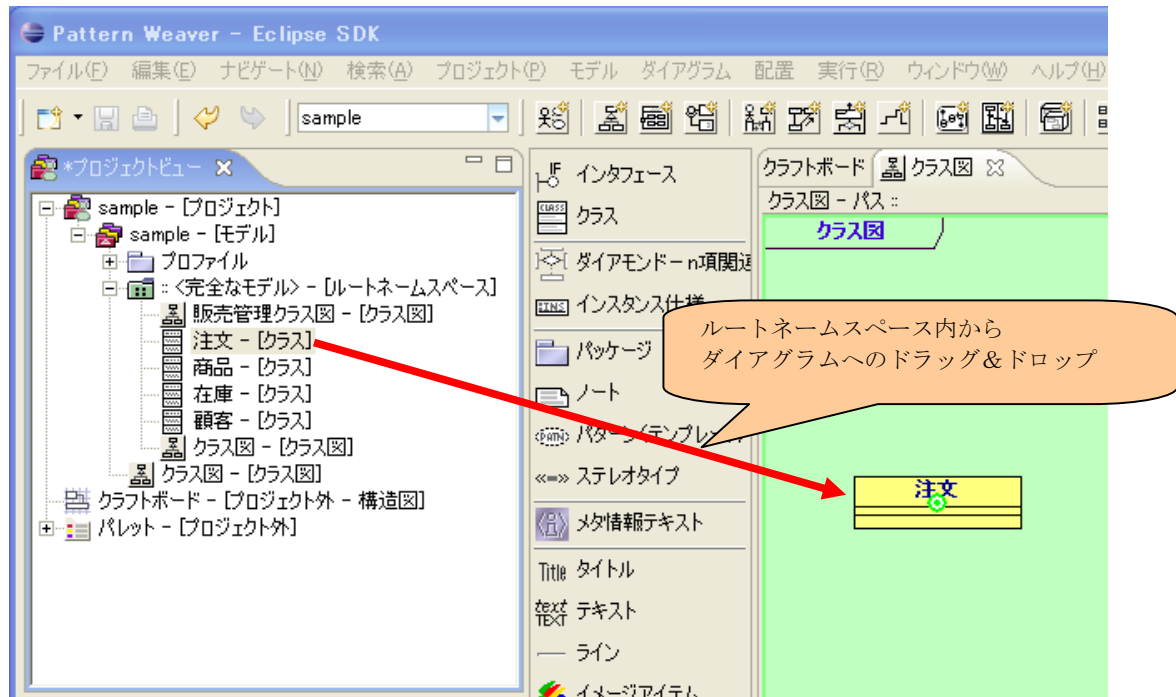 Pattern Weaver - Eclipse SDK
ファイル(F) 編集(E) ナビゲート(N) 検索(A) プロジェクト(P) モデル ダイアグラム 配置 実行(R) ウィンドウ(W) ヘルプ(H)
sample
*プロジェクトビュー
sample - [プロジェクト]
sample - [モデル]
プロファイル
:: <完全なモデル> - [ルートネームスペース]
販売管理クラス図 - [クラス図]
注文 - [クラス]
商品 - [クラス]
在庫 - [クラス]
顧客 - [クラス]
クラス図 - [クラス図]
クラス図 - [クラス図]
クラフトボード - [プロジェクト外 - 構造図]
パレット - [プロジェクト外]
IF インタフェース
CLASS クラス
ダイアモンド - n項関連
INS インスタンス仕様
パッケージ
ノート
パターン(テンプレ
«=» ステレオタイプ
メタ情報テキスト
Title タイトル
text TEXT テキスト
ライン
イメージアイテム
クラフトボード クラス図
クラス図 - パス ::
クラス図
ルートネームスペース内から
ダイアグラムへのドラッグ&ドロップ
注文